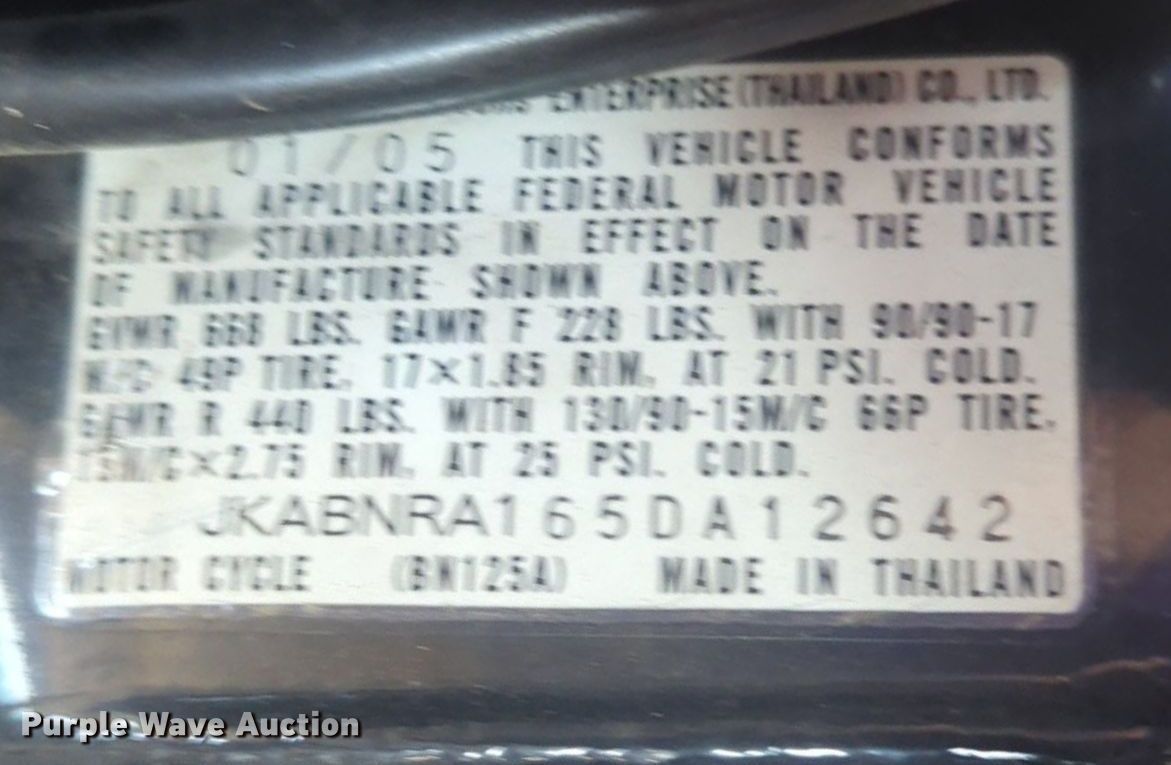 ENTERPRISE (THAILAND) CO., LTD.
01/05 THIS VEHICLE CONFORMS
TO ALL APPLICABLE FEDERAL MOTOR VEHICLE
SAFETY STANDARDS IN EFFECT ON THE DATE
OF MANUFACTURE SHOWN ABOVE.
GVWR 668 LBS. GAWR F 228 LBS. WITH 90/90-17
M/C 49P TIRE, 17×1.85 RIM, AT 21 PSI. COLD.
GAWR R 440 LBS. WITH 130/90-15M/C 66P TIRE,
15M/C×2.75 RIM, AT 25 PSI. COLD.
JKABNRA165DA12642
MOTOR CYCLE (BN125A) MADE IN THAILAND
Purple Wave Auction